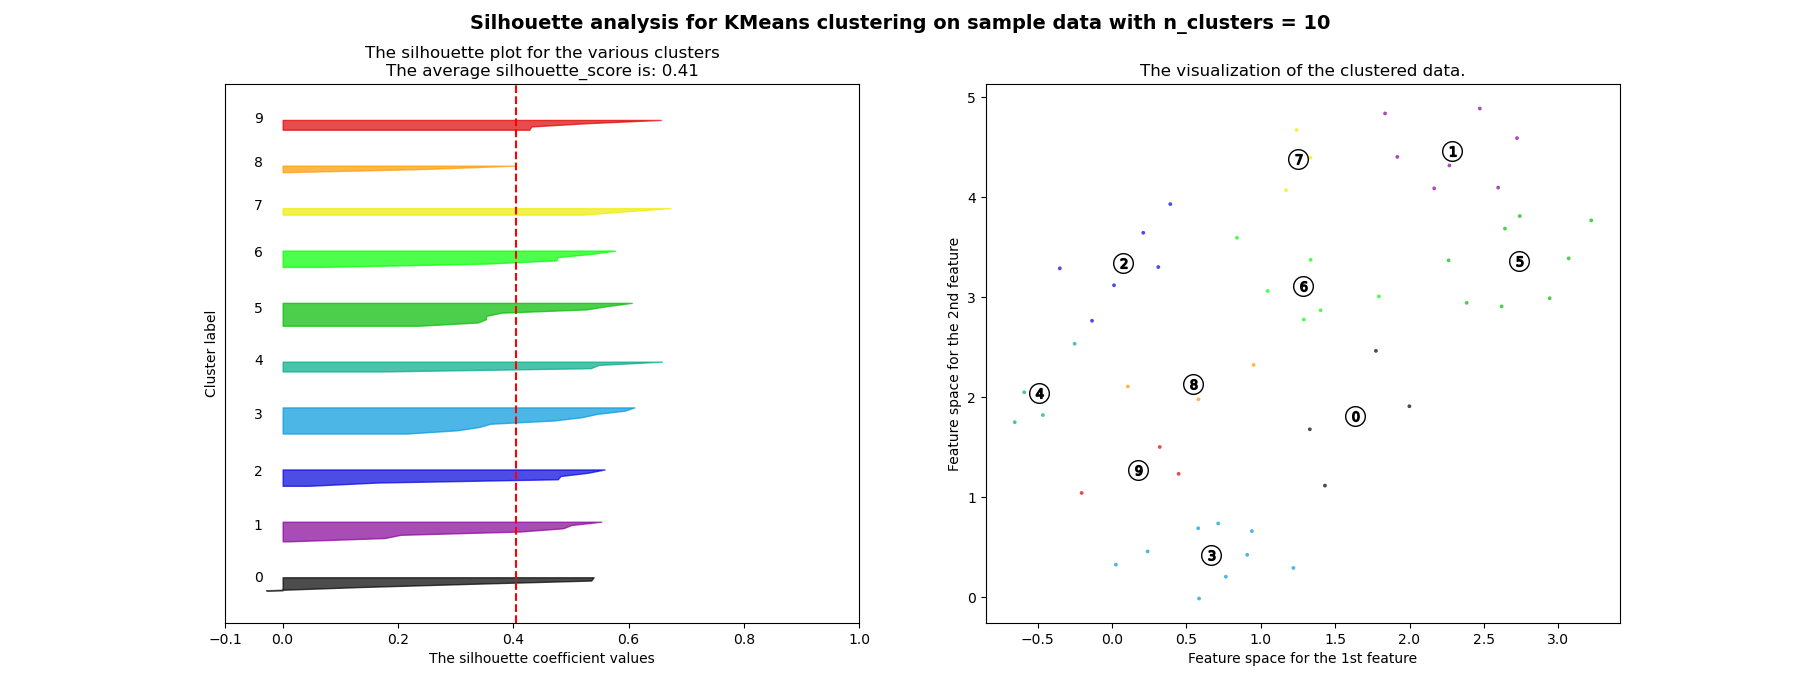 Silhouette analysis for KMeans clustering on sample data with n_clusters = 10
The silhouette plot for the various clusters
The average silhouette_score is: 0.41
9
8
7
6
5
4
3
2
1
0
Cluster label
−0.1 0.0 0.2 0.4 0.6 0.8 1.0
The silhouette coefficient values
The visualization of the clustered data.
5
4
3
2
1
0
Feature space for the 2nd feature
1
7
5
2
6
8
4
0
9
3
−0.5 0.0 0.5 1.0 1.5 2.0 2.5 3.0
Feature space for the 1st feature